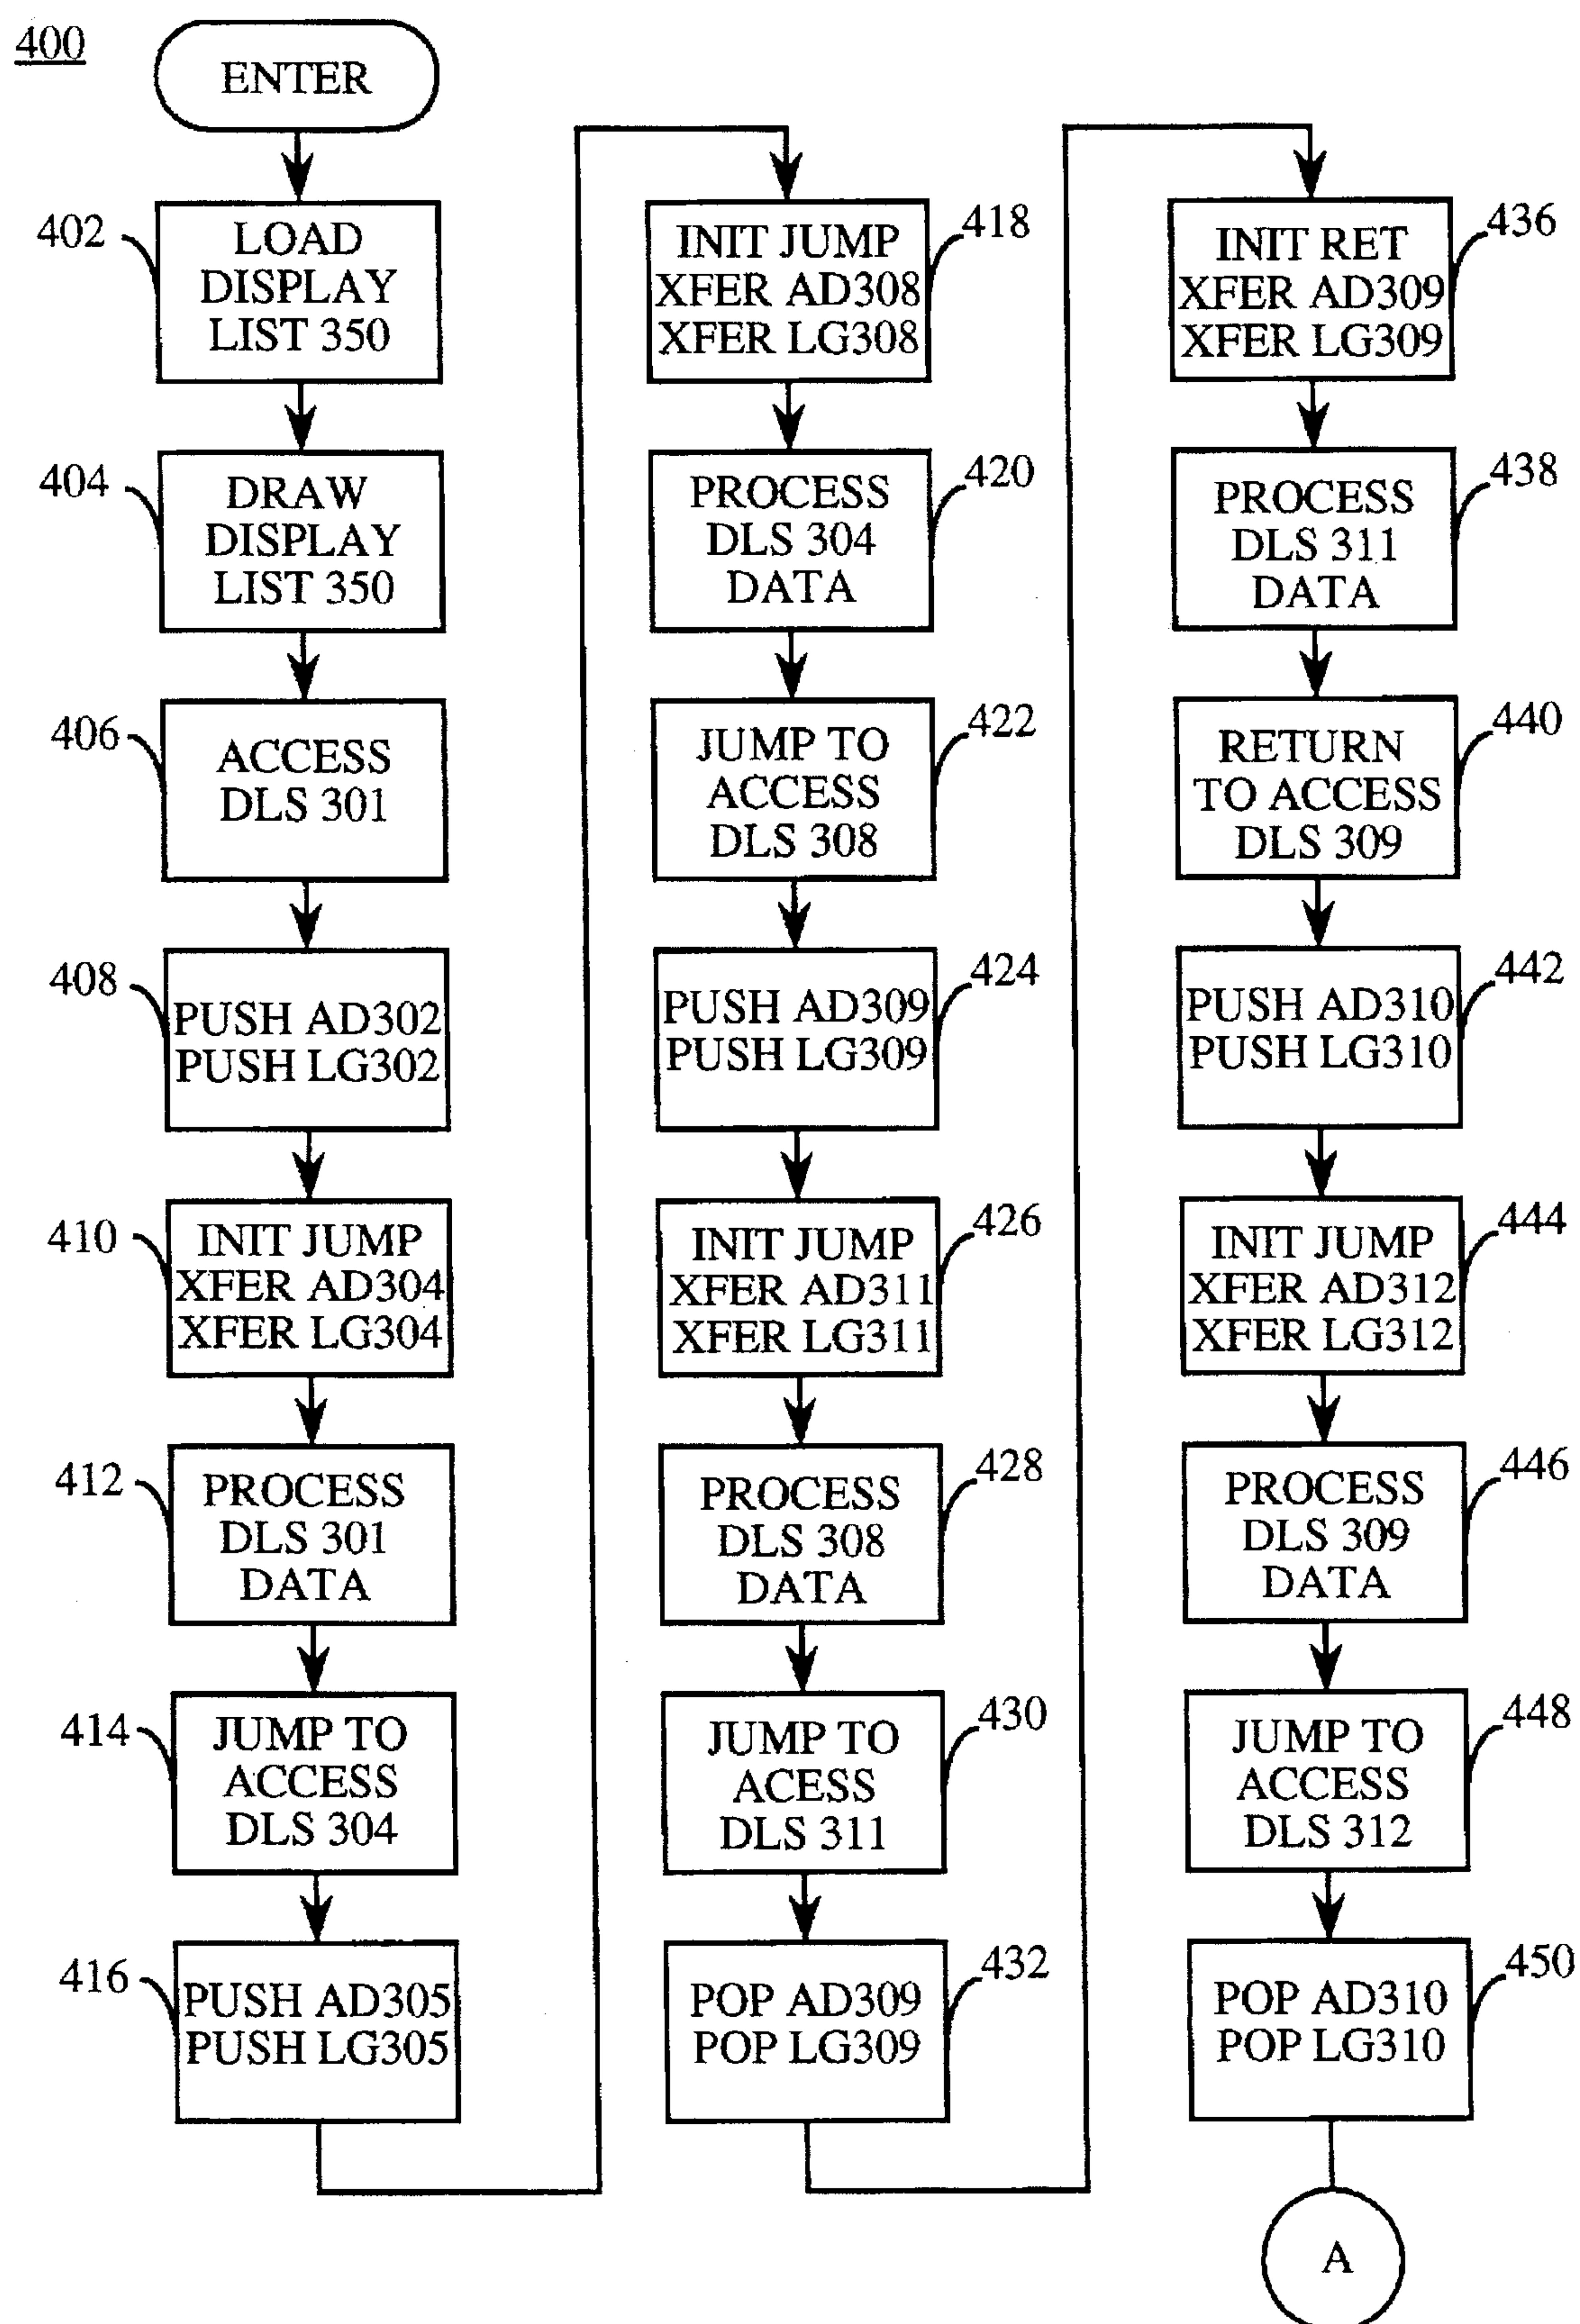 400
ENTER
402
LOAD
DISPLAY
LIST 350
404
DRAW
DISPLAY
LIST 350
406
ACCESS
DLS 301
408
PUSH AD302
PUSH LG302
410
INIT JUMP
XFER AD304
XFER LG304
412
PROCESS
DLS 301
DATA
414
JUMP TO
ACCESS
DLS 304
416
PUSH AD305
PUSH LG305
418
INIT JUMP
XFER AD308
XFER LG308
420
PROCESS
DLS 304
DATA
422
JUMP TO
ACCESS
DLS 308
424
PUSH AD309
PUSH LG309
426
INIT JUMP
XFER AD311
XFER LG311
428
PROCESS
DLS 308
DATA
430
JUMP TO
ACESS
DLS 311
432
POP AD309
POP LG309
436
INIT RET
XFER AD309
XFER LG309
438
PROCESS
DLS 311
DATA
440
RETURN
TO ACCESS
DLS 309
442
PUSH AD310
PUSH LG310
444
INIT JUMP
XFER AD312
XFER LG312
446
PROCESS
DLS 309
DATA
448
JUMP TO
ACCESS
DLS 312
450
POP AD310
POP LG310
A